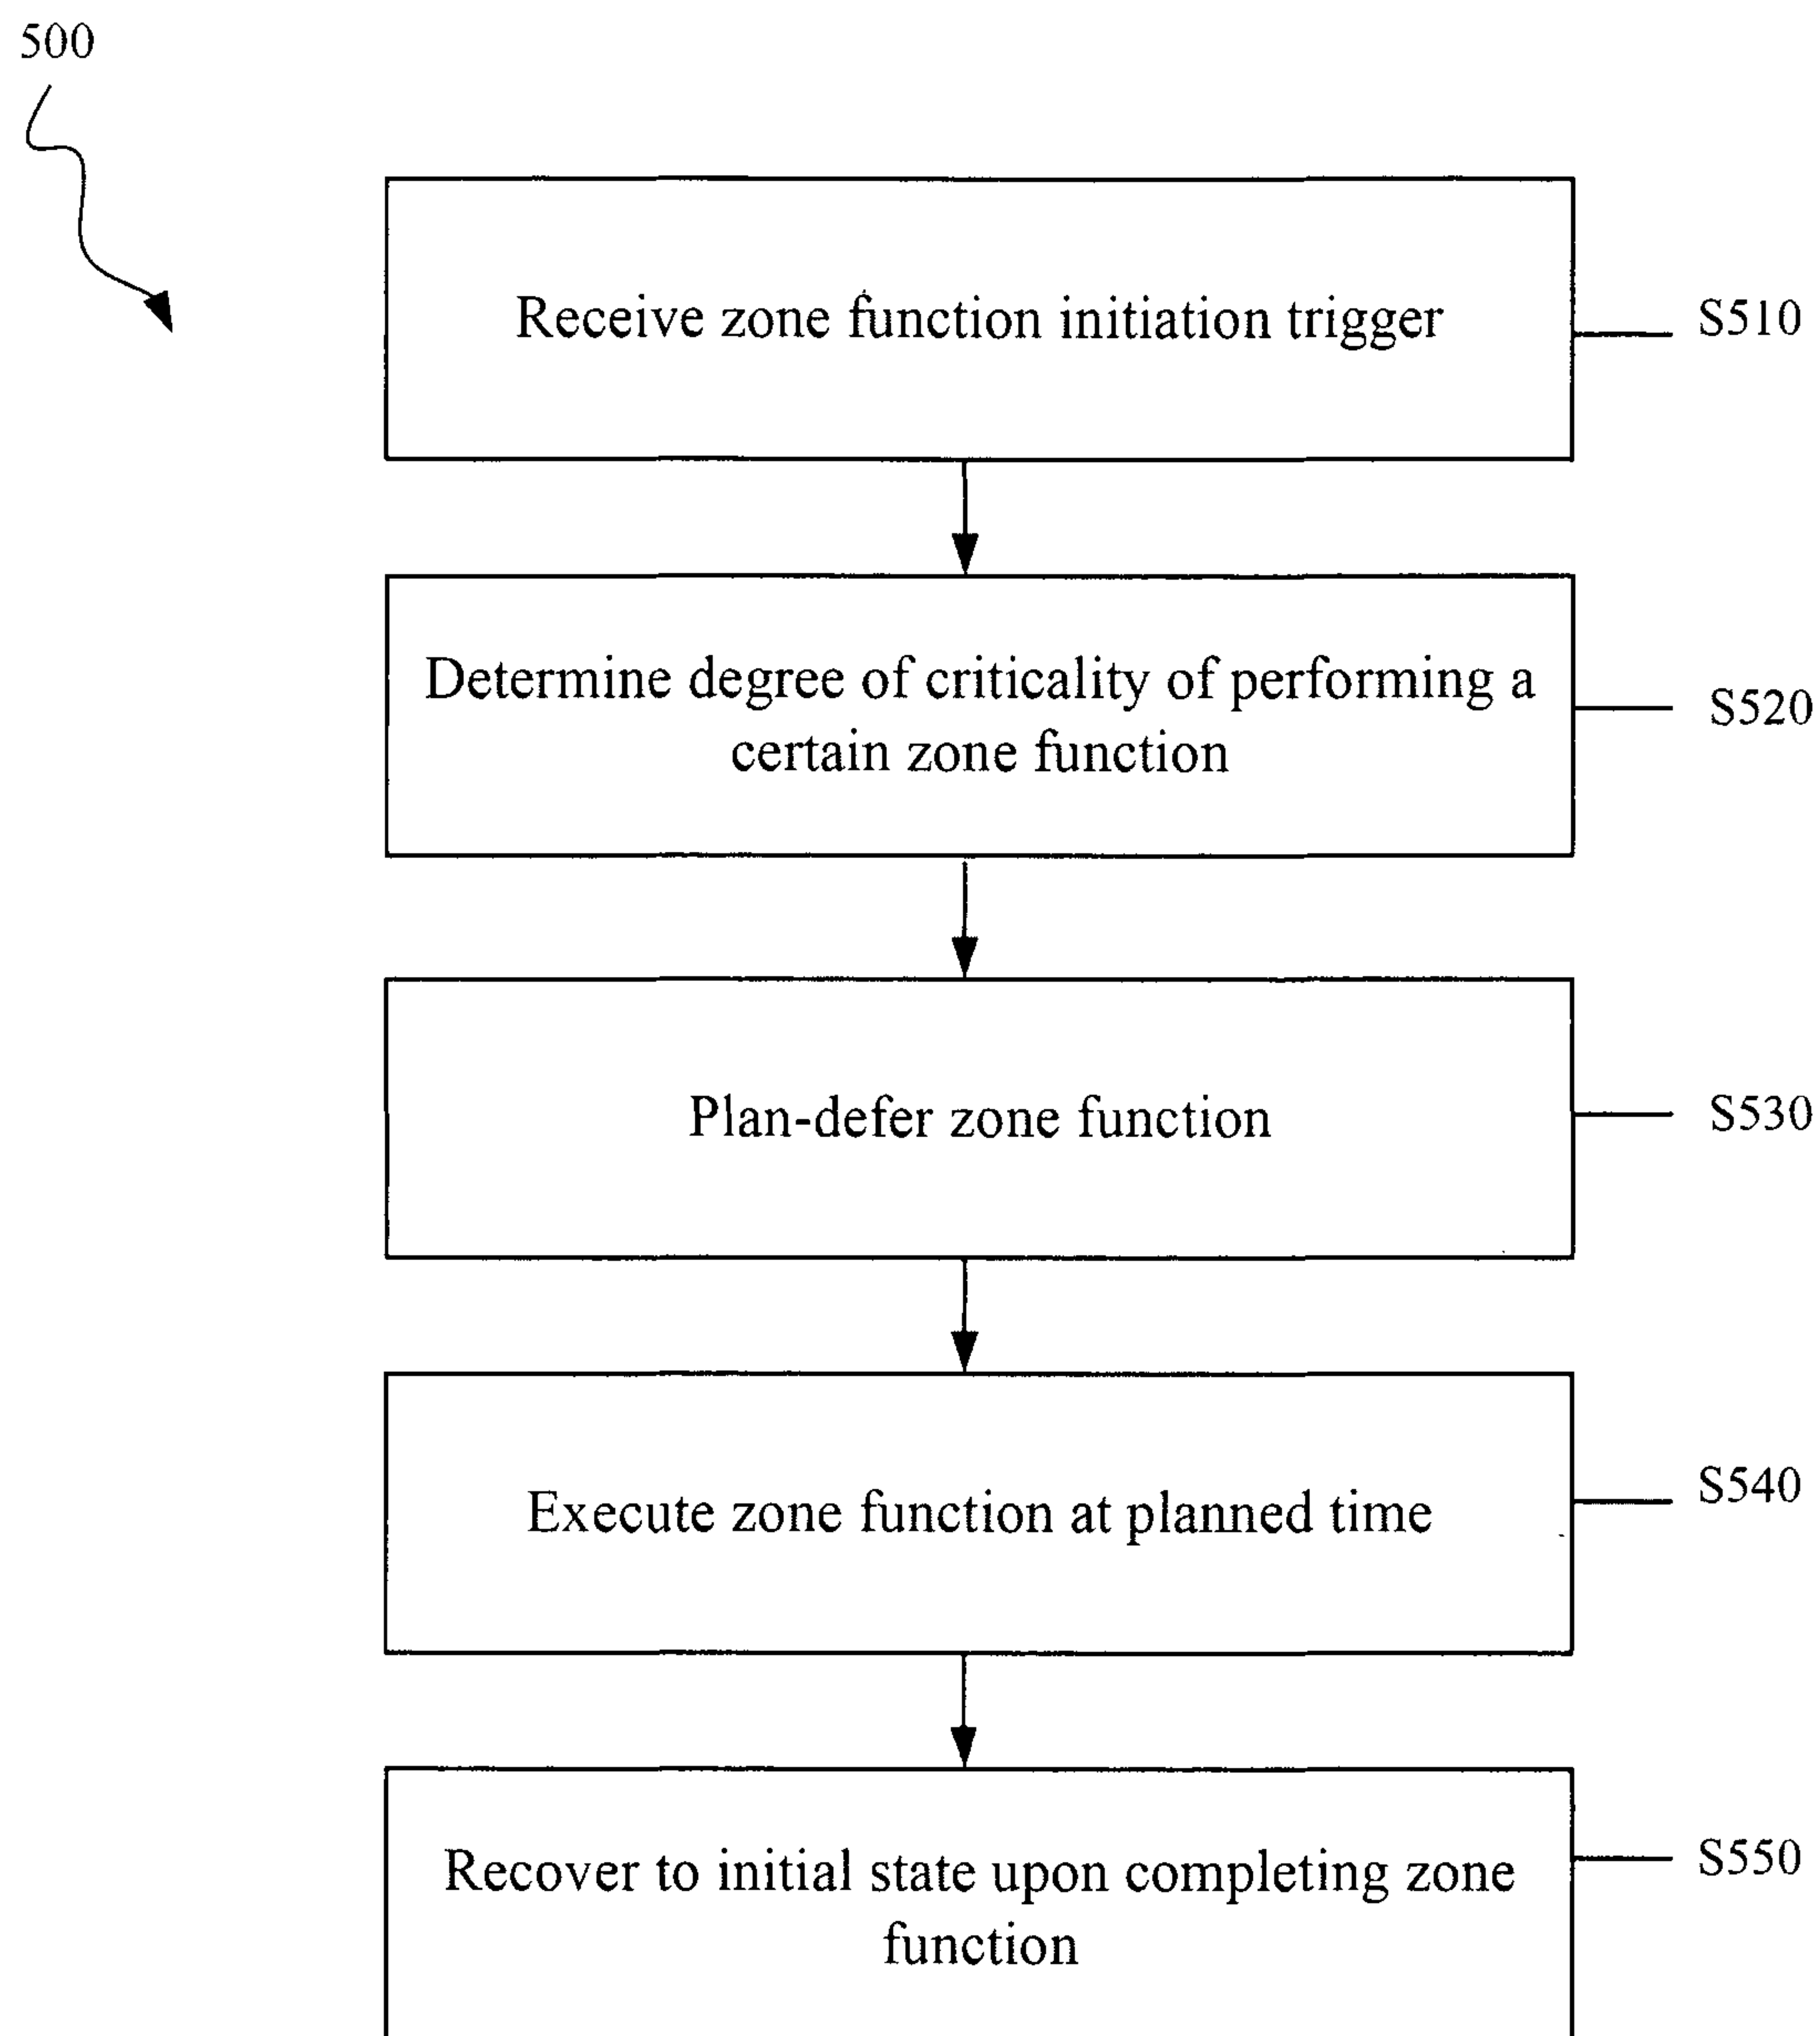 500
Receive zone function initiation trigger
S510
Determine degree of criticality of performing a
certain zone function
S520
Plan-defer zone function
S530
Execute zone function at planned time
S540
Recover to initial state upon completing zone
function
S550